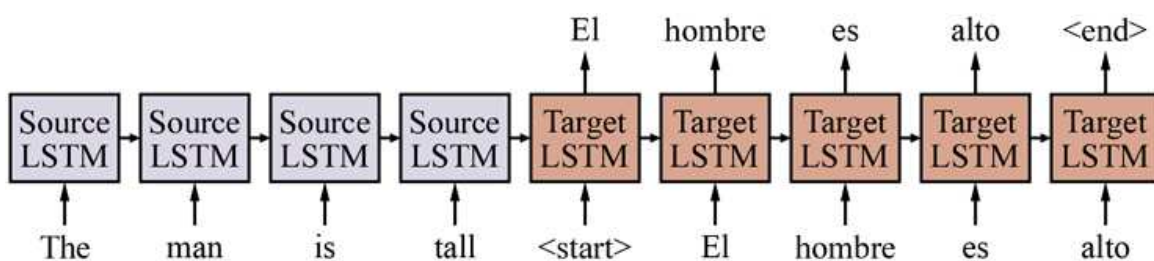 El hombre es alto <end>
Source Source Source Source Target Target Target Target Target
LSTM LSTM LSTM LSTM LSTM LSTM LSTM LSTM LSTM
The man is tall <start> El hombre es alto